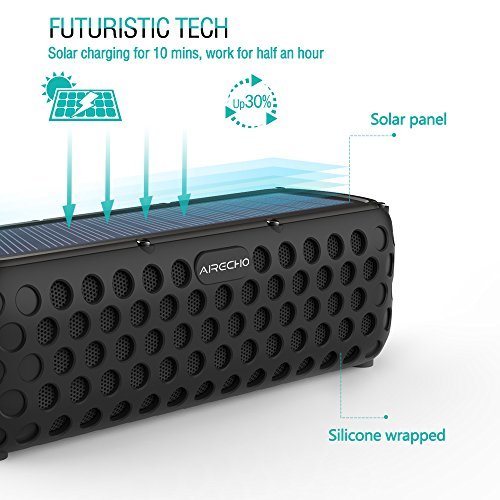 FUTURISTIC TECH
Solar charging for 10 mins, work for half an hour
Up30%
Solar panel
AIRECHO
Silicone wrapped